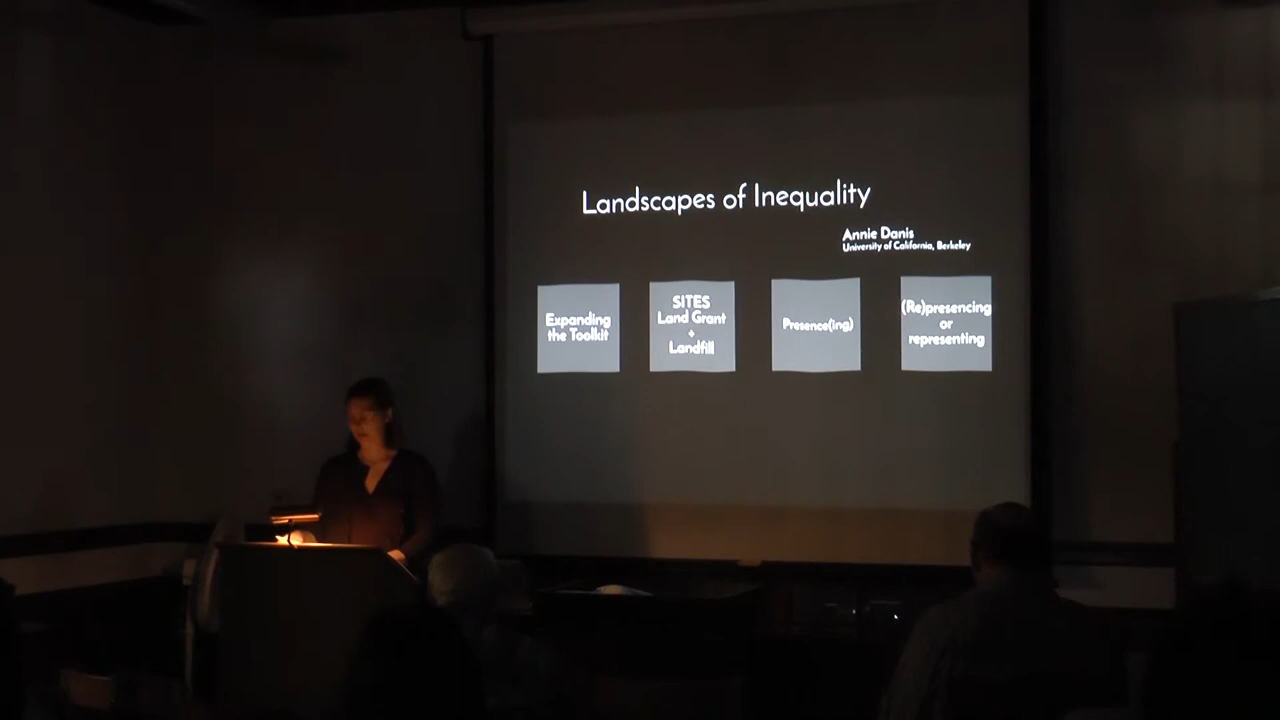 Landscapes of Inequality
Annie Danis
University of California, Berkeley
Expanding
the Toolkit
SITES
Land Grant
+
Landfill
Presence(ing)
(Re)presencing
or
representing